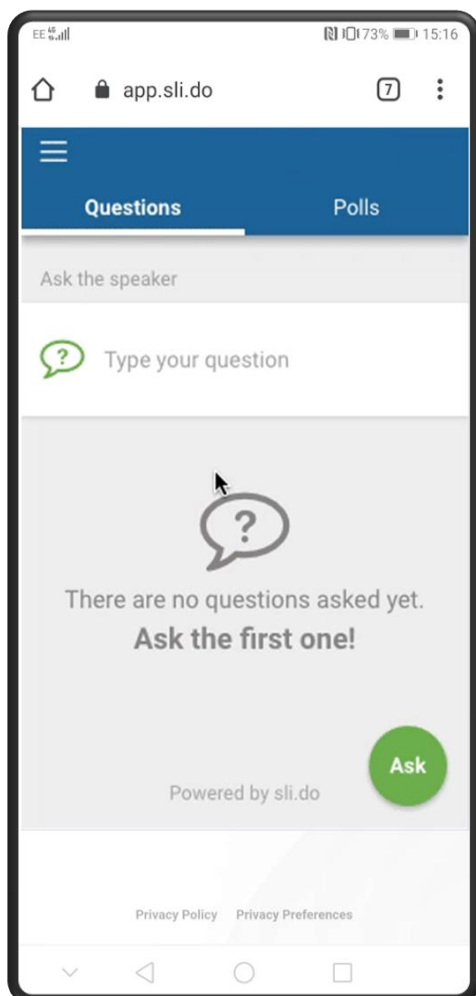 EE 4G 73% 15:16
app.sli.do 7
Questions Polls
Ask the speaker
? Type your question
?
There are no questions asked yet.
Ask the first one!
Ask
Powered by sli.do
Privacy Policy Privacy Preferences